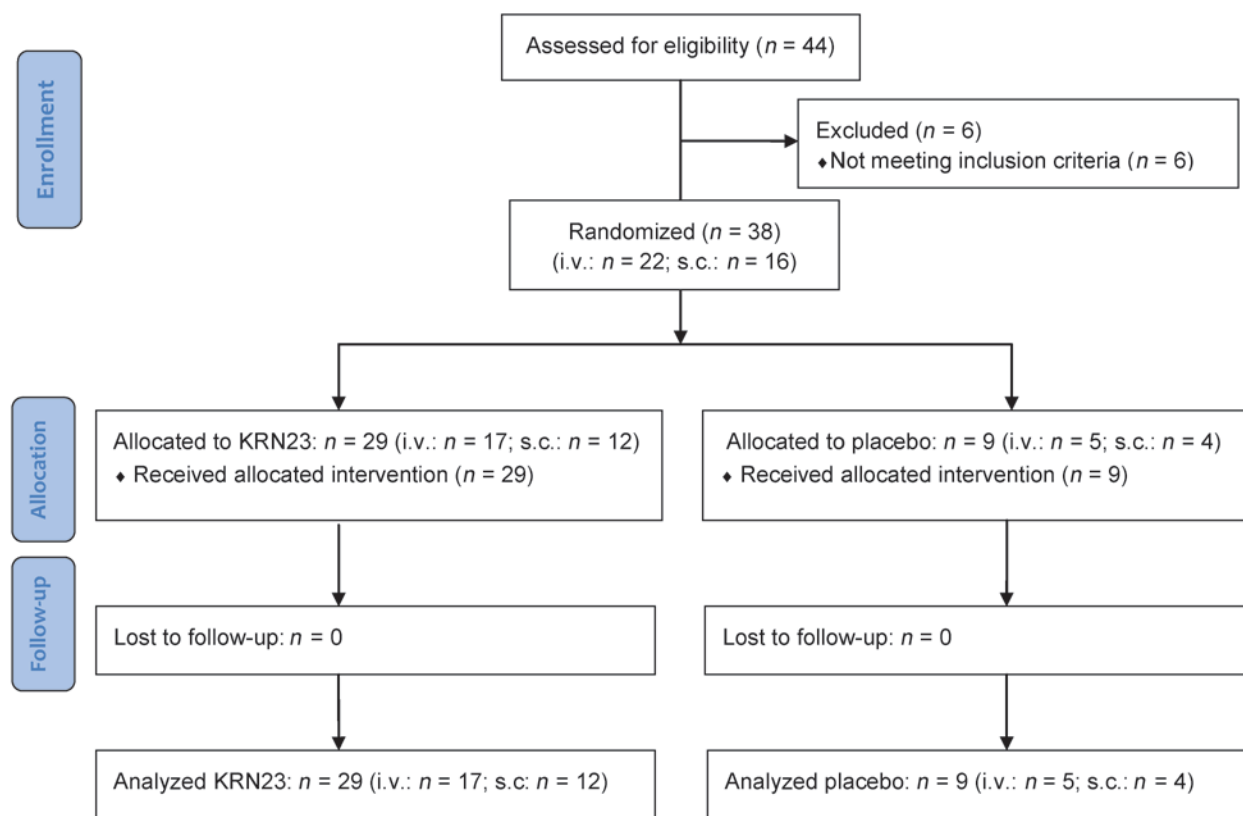 Enrollment
Assessed for eligibility (n = 44)
Excluded (n = 6)
♦Not meeting inclusion criteria (n = 6)
Randomized (n = 38)
(i.v.: n = 22; s.c.: n = 16)
Allocation
Allocated to KRN23: n = 29 (i.v.: n = 17; s.c.: n = 12)
♦ Received allocated intervention (n = 29)
Allocated to placebo: n = 9 (i.v.: n = 5; s.c.: n = 4)
♦ Received allocated intervention (n = 9)
Follow-up
Lost to follow-up: n = 0
Lost to follow-up: n = 0
Analyzed KRN23: n = 29 (i.v.: n = 17; s.c: n = 12)
Analyzed placebo: n = 9 (i.v.: n = 5; s.c.: n = 4)